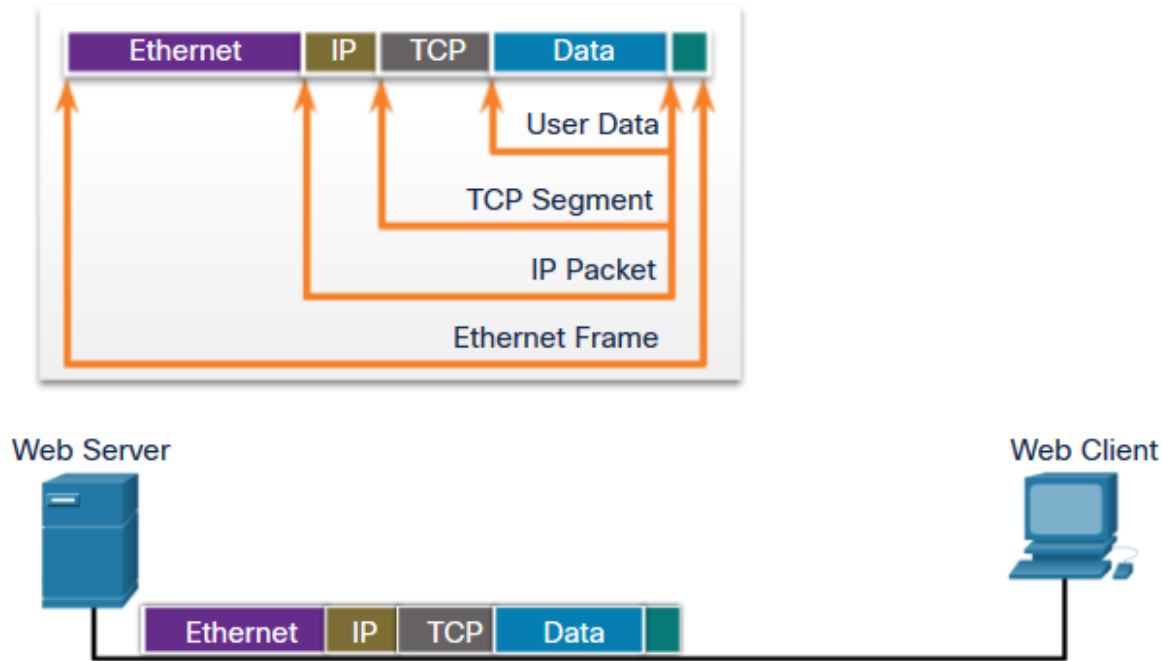 Ethernet IP TCP Data
User Data
TCP Segment
IP Packet
Ethernet Frame
Web Server
Web Client
Ethernet IP TCP Data